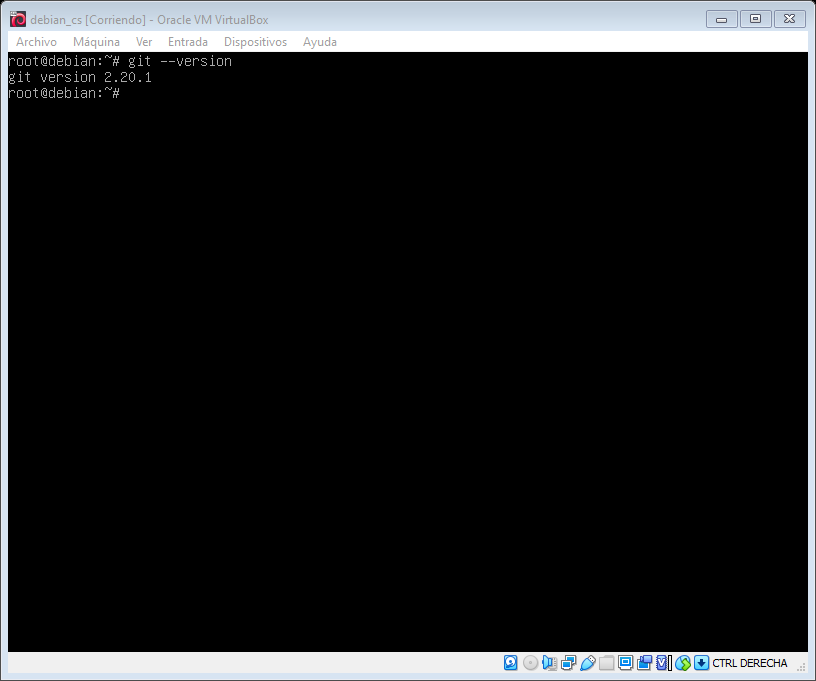 debian_cs [Corriendo] - Oracle VM VirtualBox
Archivo Máquina Ver Entrada Dispositivos Ayuda
root@debian:~# git --version
git version 2.20.1
root@debian:~#
CTRL DERECHA